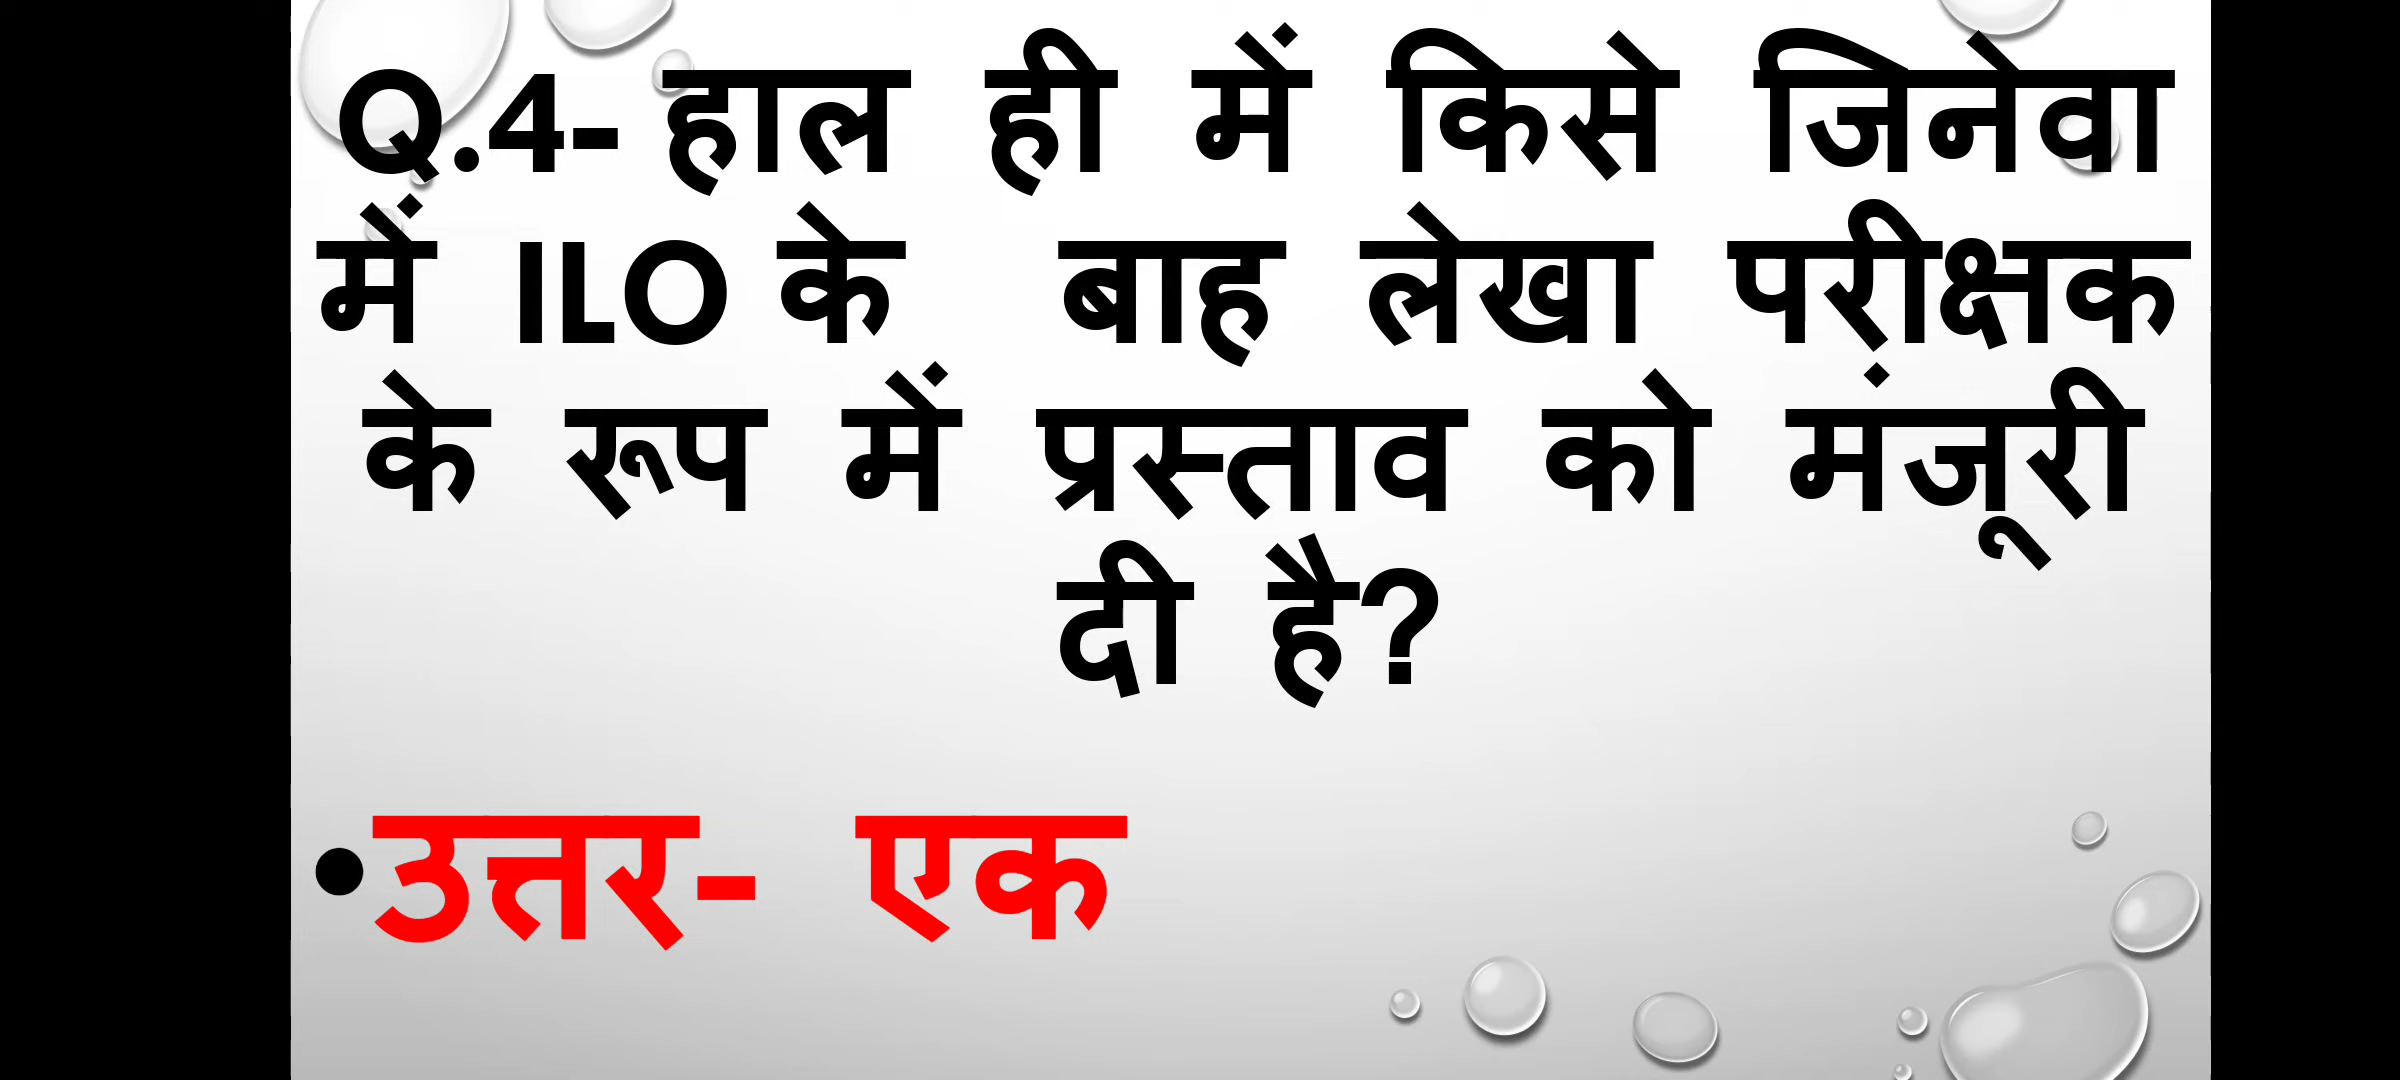 Q.4- हाल ही में किसे जिनेवा
में ILO के बाह लेखा परीक्षक
के रूप में प्रस्ताव को मंजूरी
दी है?
•उत्तर- एक